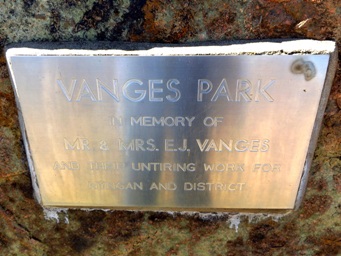 VANGES PARK
IN MEMORY OF
MR. & MRS. E.J. VANGES
AND THEIR UNTIRING WORK FOR
AND DISTRICT